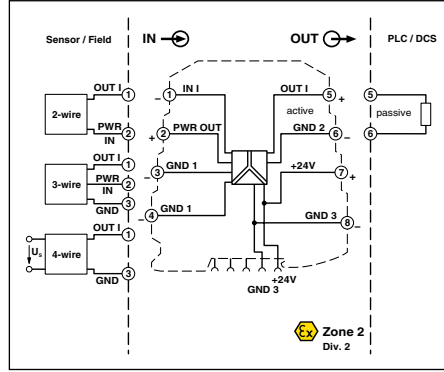 Sensor / Field
IN
OUT
PLC / DCS
OUT I 1
2-wire
PWR 2
IN
OUT I 1
3-wire
PWR 2
IN
GND 3
OUT I 1
Us
4-wire
GND 3
– 1 IN I
+ 2 PWR OUT
– 3 GND 1
– 4 GND 1
OUT I 5 +
active
GND 2 6 –
+24V 7 +
GND 3 8 –
+24V
GND 3
5
passive
6
Ex Zone 2
Div. 2